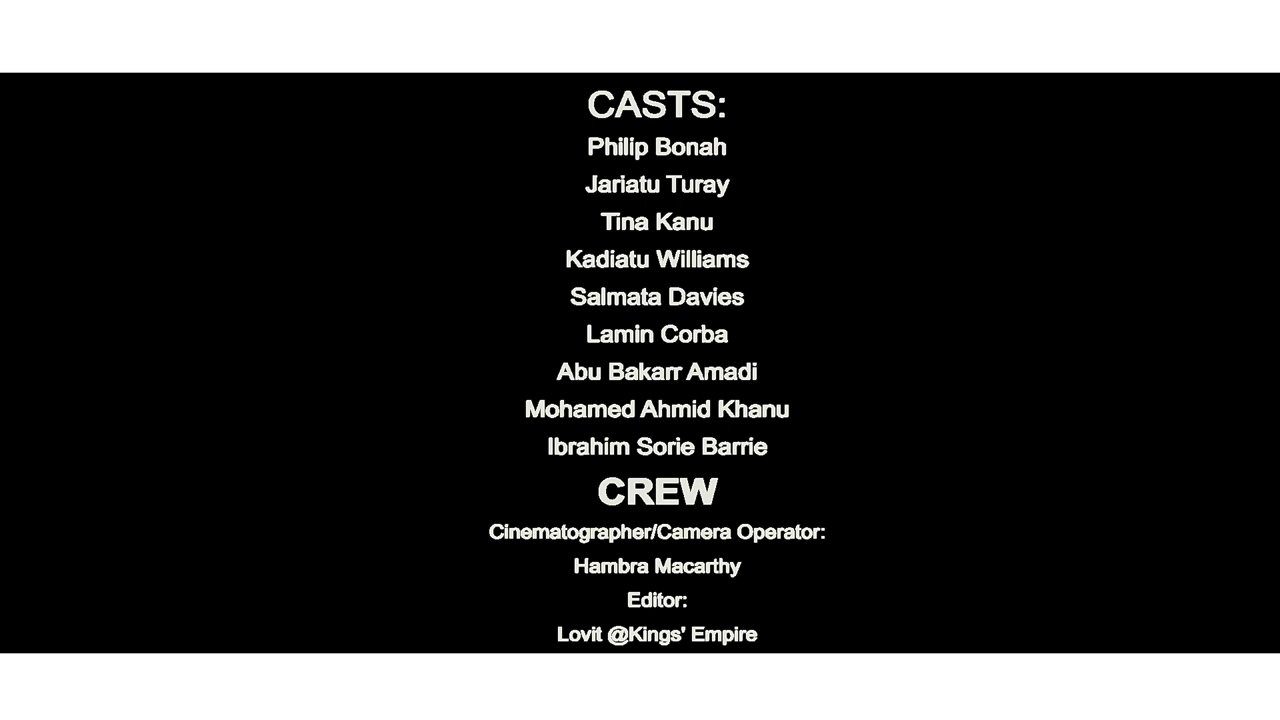 CASTS:
Philip Bonah
Jariatu Turay
Tina Kanu
Kadiatu Williams
Salmata Davies
Lamin Corba
Abu Bakarr Amadi
Mohamed Ahmid Khanu
Ibrahim Sorie Barrie
CREW
Cinematographer/Camera Operator:
Hambra Macarthy
Editor:
Lovit @Kings' Empire